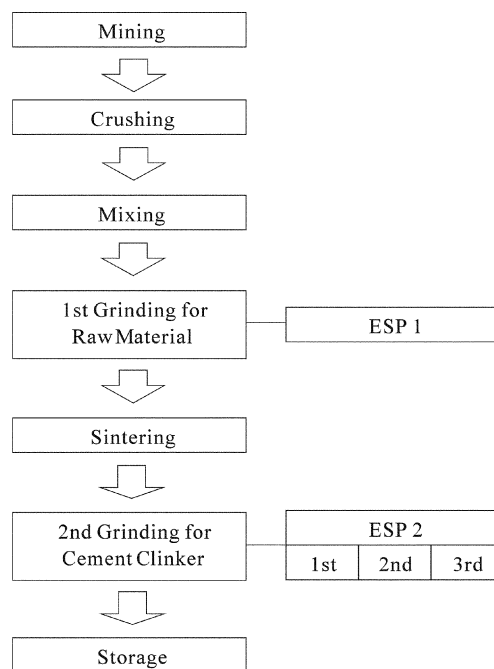 Mining
Crushing
Mixing
1st Grinding for
Raw Material
ESP 1
Sintering
2nd Grinding for
Cement Clinker
ESP 2
1st 2nd 3rd
Storage